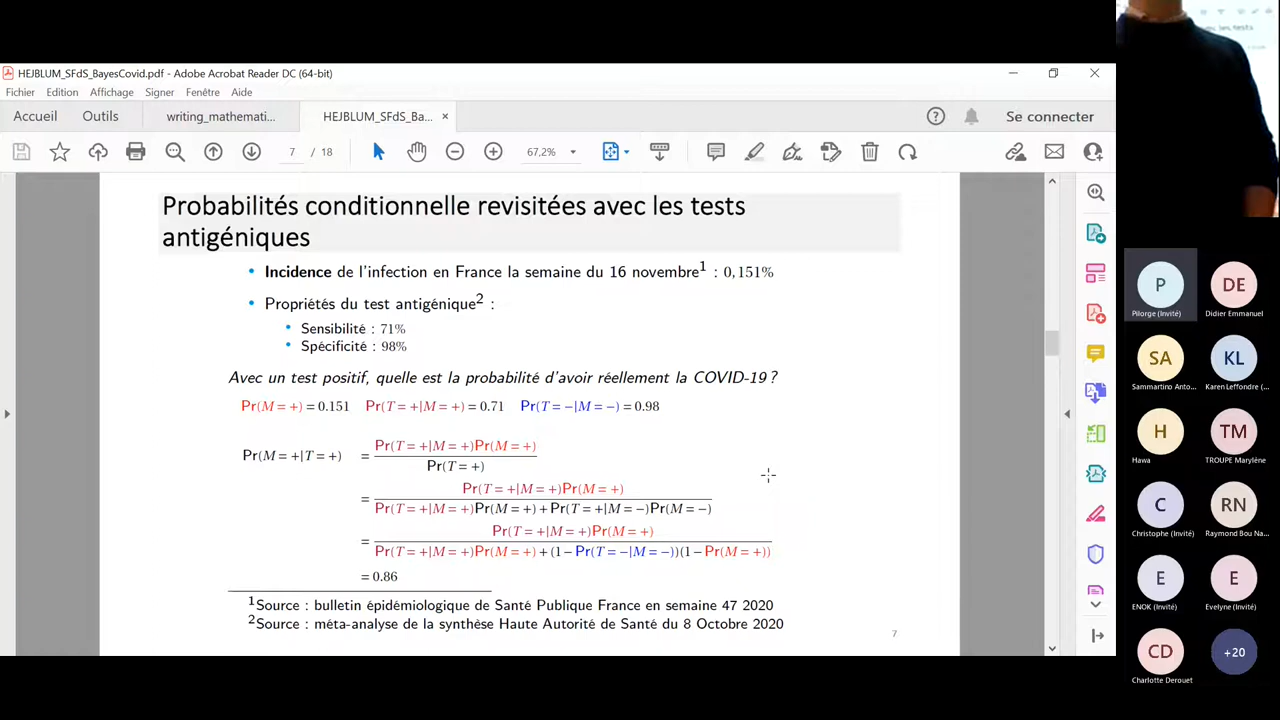 HEJBLUM_SFdS_BayesCovid.pdf - Adobe Acrobat Reader DC (64-bit)
Fichier Edition Affichage Signer Fenêtre Aide
Accueil Outils writing_mathemati... HEJBLUM_SFdS_Ba... × Se connecter
7 / 18 67,2%
Probabilités conditionnelle revisitées avec les tests
antigéniques
• Incidence de l'infection en France la semaine du 16 novembre1 : 0,151%
• Propriétés du test antigénique2 :
• Sensibilité : 71%
• Spécificité : 98%
Avec un test positif, quelle est la probabilité d'avoir réellement la COVID-19 ?
Pr(M = +) = 0.151 Pr(T = +|M = +) = 0.71 Pr(T = −|M = −) = 0.98
Pr(T = +|M = +)Pr(M = +)
Pr(M = +|T = +) =
Pr(T = +)
Pr(T = +|M = +)Pr(M = +)
=
Pr(T = +|M = +)Pr(M = +) + Pr(T = +|M = −)Pr(M = −)
Pr(T = +|M = +)Pr(M = +)
=
Pr(T = +|M = +)Pr(M = +) + (1 − Pr(T = −|M = −))(1 − Pr(M = +))
= 0.86
1Source : bulletin épidémiologique de Santé Publique France en semaine 47 2020
2Source : méta-analyse de la synthèse Haute Autorité de Santé du 8 Octobre 2020
7
P DE
Pilorge (Invité) Didier Emmanuel
SA KL
Sammartino Anto... Karen Leffondre (...
H TM
Hawa TROUPE Marylène
C RN
Christophe (Invité) Raymond Bou Na...
E E
ENOK (Invité) Evelyne (Invité)
CD +20
Charlotte Derouet